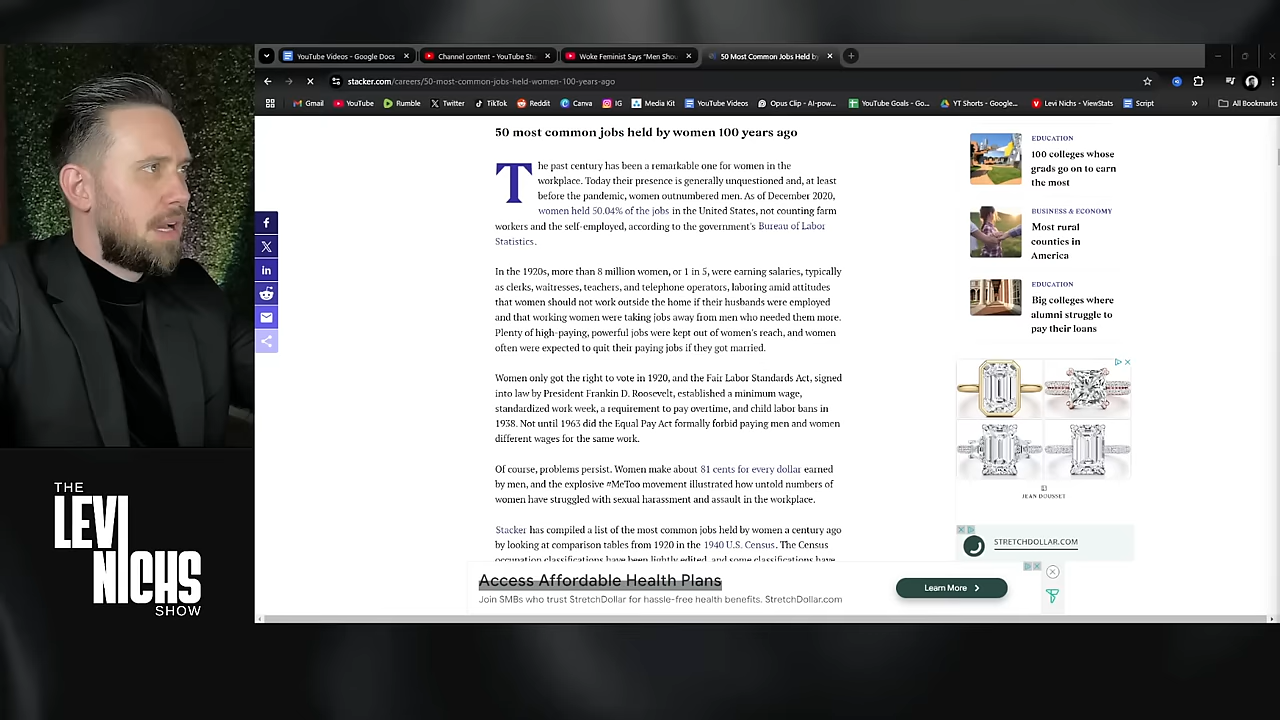 YouTube Videos - Google Docs
Channel content - YouTube Stu
Woke Feminist Says "Men Shou
50 Most Common Jobs Held b
stacker.com/careers/50-most-common-jobs-held-women-100-years-ago
Gmail
YouTube
Rumble
Twitter
TikTok
Reddit
Canva
IG
Media Kit
YouTube Videos
Opus Clip - AI-pow...
YouTube Goals - Go...
YT Shorts - Google...
Levi Nichs - ViewStats
Script
All Bookmarks
50 most common jobs held by women 100 years ago
The past century has been a remarkable one for women in the
workplace. Today their presence is generally unquestioned and, at least
before the pandemic, women outnumbered men. As of December 2020,
women held 50.04% of the jobs in the United States, not counting farm
workers and the self-employed, according to the government's Bureau of Labor
Statistics.
In the 1920s, more than 8 million women, or 1 in 5, were earning salaries, typically
as clerks, waitresses, teachers, and telephone operators, laboring amid attitudes
that women should not work outside the home if their husbands were employed
and that working women were taking jobs away from men who needed them more.
Plenty of high-paying, powerful jobs were kept out of women's reach, and women
often were expected to quit their paying jobs if they got married.
Women only got the right to vote in 1920, and the Fair Labor Standards Act, signed
into law by President Frankin D. Roosevelt, established a minimum wage,
standardized work week, a requirement to pay overtime, and child labor bans in
1938. Not until 1963 did the Equal Pay Act formally forbid paying men and women
different wages for the same work.
Of course, problems persist. Women make about 81 cents for every dollar earned
by men, and the explosive #MeToo movement illustrated how untold numbers of
women have struggled with sexual harassment and assault in the workplace.
Stacker has compiled a list of the most common jobs held by women a century ago
by looking at comparison tables from 1920 in the 1940 U.S. Census. The Census
occupation classifications have been lightly edited, and some classifications have
EDUCATION
100 colleges whose
grads go on to earn
the most
BUSINESS & ECONOMY
Most rural
counties in
America
EDUCATION
Big colleges where
alumni struggle to
pay their loans
JEAN DOUSSET
STRETCHDOLLAR.COM
Access Affordable Health Plans
Join SMBs who trust StretchDollar for hassle-free health benefits. StretchDollar.com
Learn More
THE
LEVI
NICHS
SHOW